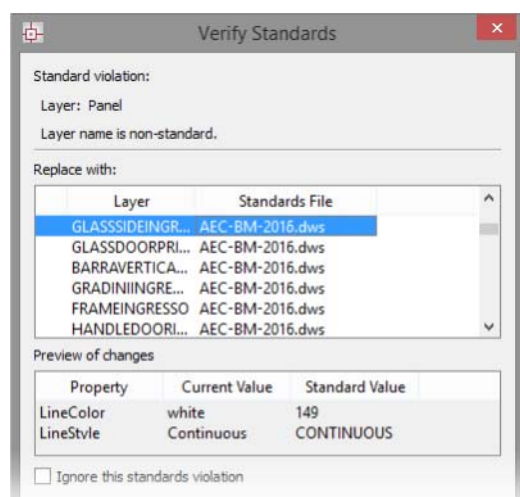 Verify Standards
Standard violation:
Layer: Panel
Layer name is non-standard.
Replace with:
Layer Standards File
GLASSSIDEINGR... AEC-BM-2016.dws
GLASSDOORPRI... AEC-BM-2016.dws
BARRAVERTICA... AEC-BM-2016.dws
GRADINIINGRE... AEC-BM-2016.dws
FRAMEINGRESSO AEC-BM-2016.dws
HANDLEDOORI... AEC-BM-2016.dws
Preview of changes
Property Current Value Standard Value
LineColor white 149
LineStyle Continuous CONTINUOUS
Ignore this standards violation